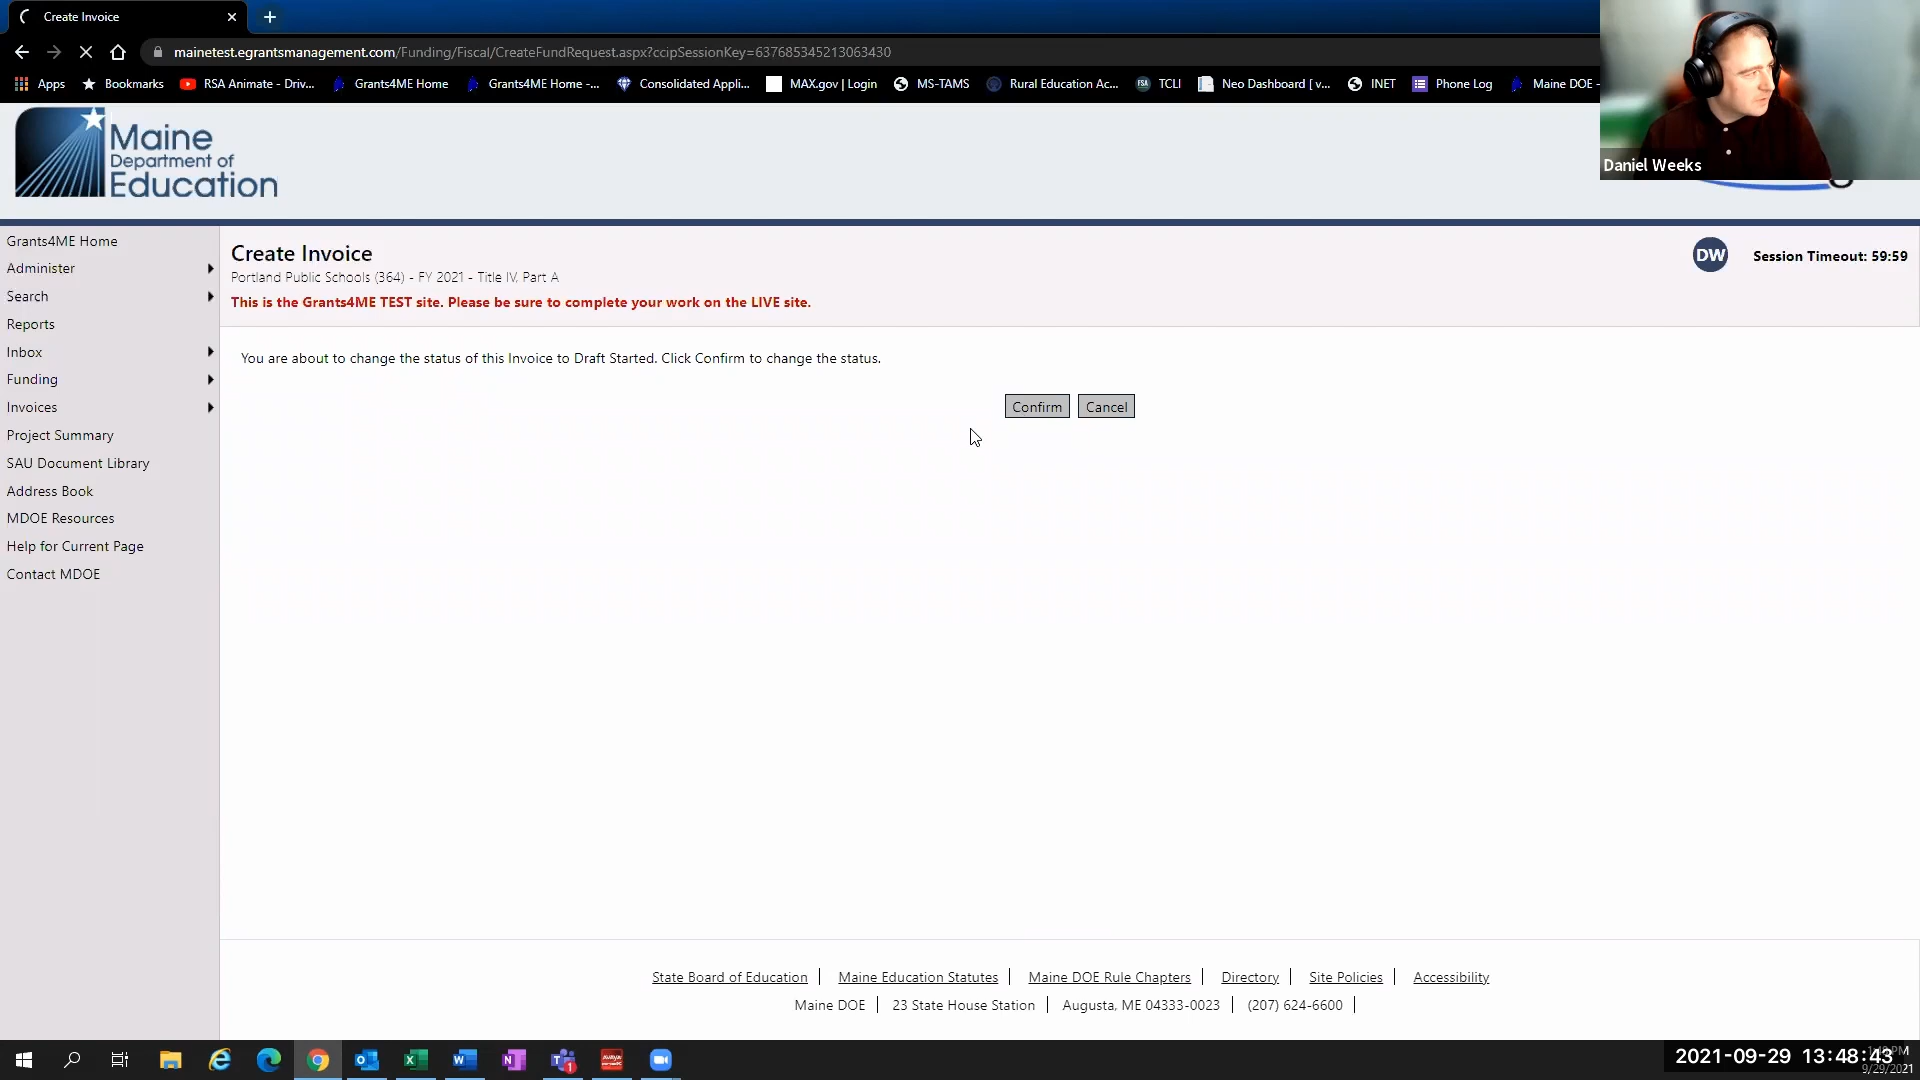 Create Invoice
mainetest.egrantsmanagement.com/Funding/Fiscal/CreateFundRequest.aspx?ccipSessionKey=637685345213063430
Apps Bookmarks RSA Animate - Driv... Grants4ME Home Grants4ME Home -... Consolidated Appli... MAX.gov | Login MS-TAMS Rural Education Ac... FSA TCLI Neo Dashboard [ v... INET Phone Log Maine DOE -
Daniel Weeks
Maine
Department of
Education
Grants4ME Home
Administer
Search
Reports
Inbox
Funding
Invoices
Project Summary
SAU Document Library
Address Book
MDOE Resources
Help for Current Page
Contact MDOE
Create Invoice
Portland Public Schools (364) - FY 2021 - Title IV, Part A
This is the Grants4ME TEST site. Please be sure to complete your work on the LIVE site.
DW Session Timeout: 59:59
You are about to change the status of this Invoice to Draft Started. Click Confirm to change the status.
Confirm Cancel
State Board of Education | Maine Education Statutes | Maine DOE Rule Chapters | Directory | Site Policies | Accessibility
Maine DOE | 23 State House Station | Augusta, ME 04333-0023 | (207) 624-6600 |
2021-09-29 13:48:43
9/29/2021